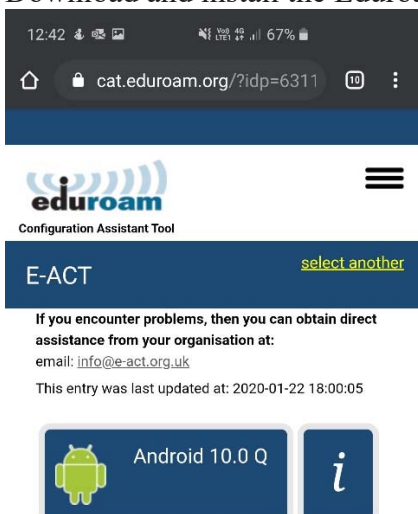 Download and install the Eduroa
12:42 67%
cat.eduroam.org/?idp=6311 10
eduroam
Configuration Assistant Tool
E-ACT select another
If you encounter problems, then you can obtain direct
assistance from your organisation at:
email: info@e-act.org.uk
This entry was last updated at: 2020-01-22 18:00:05
Android 10.0 Q i